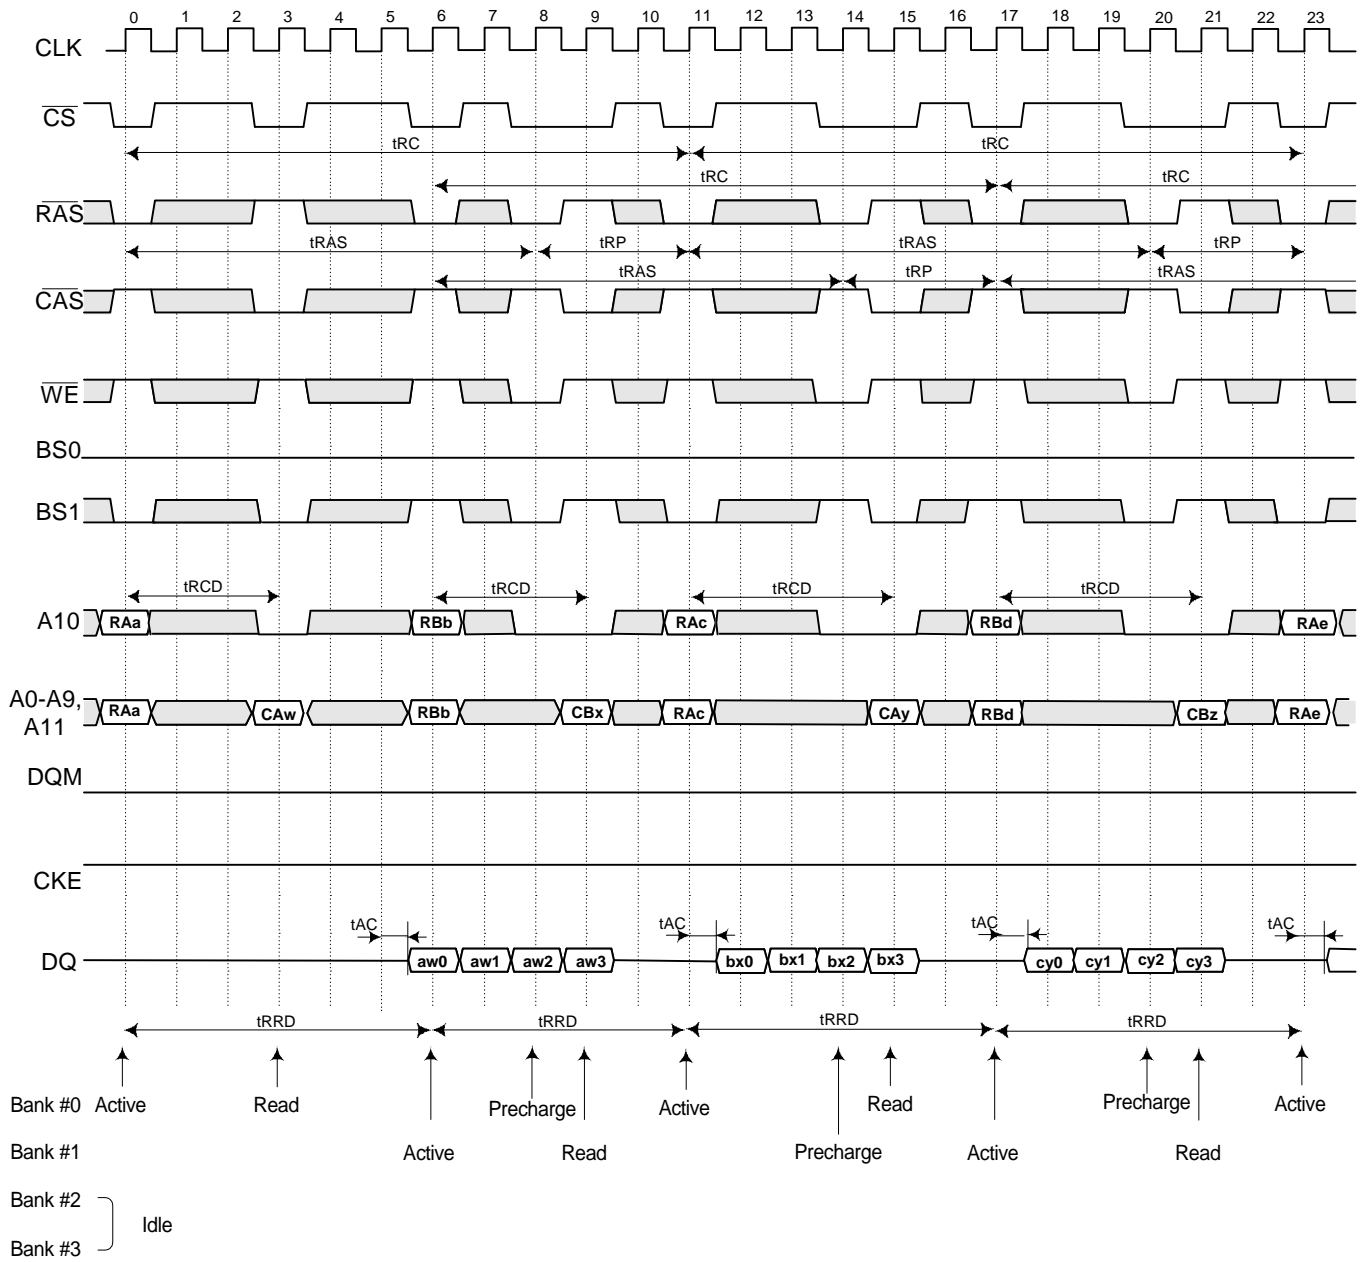 0 1 2 3 4 5 6 7 8 9 10 11 12 13 14 15 16 17 18 19 20 21 22 23
CLK
CS
tRC tRC
tRC tRC
RAS
tRAS tRP tRAS tRP
tRAS tRP tRAS
CAS
WE
BS0
BS1
tRCD tRCD tRCD tRCD
A10 RAa RBb RAc RBd RAe
A0-A9,
A11
RAa CAw RBb CBx RAc CAy RBd CBz RAe
DQM
CKE
tAC tAC tAC tAC
DQ aw0 aw1 aw2 aw3 bx0 bx1 bx2 bx3 cy0 cy1 cy2 cy3
tRRD tRRD tRRD tRRD
Bank #0 Active Read Precharge Active Read Precharge Active
Bank #1 Active Read Precharge Active Read
Bank #2
Idle
Bank #3